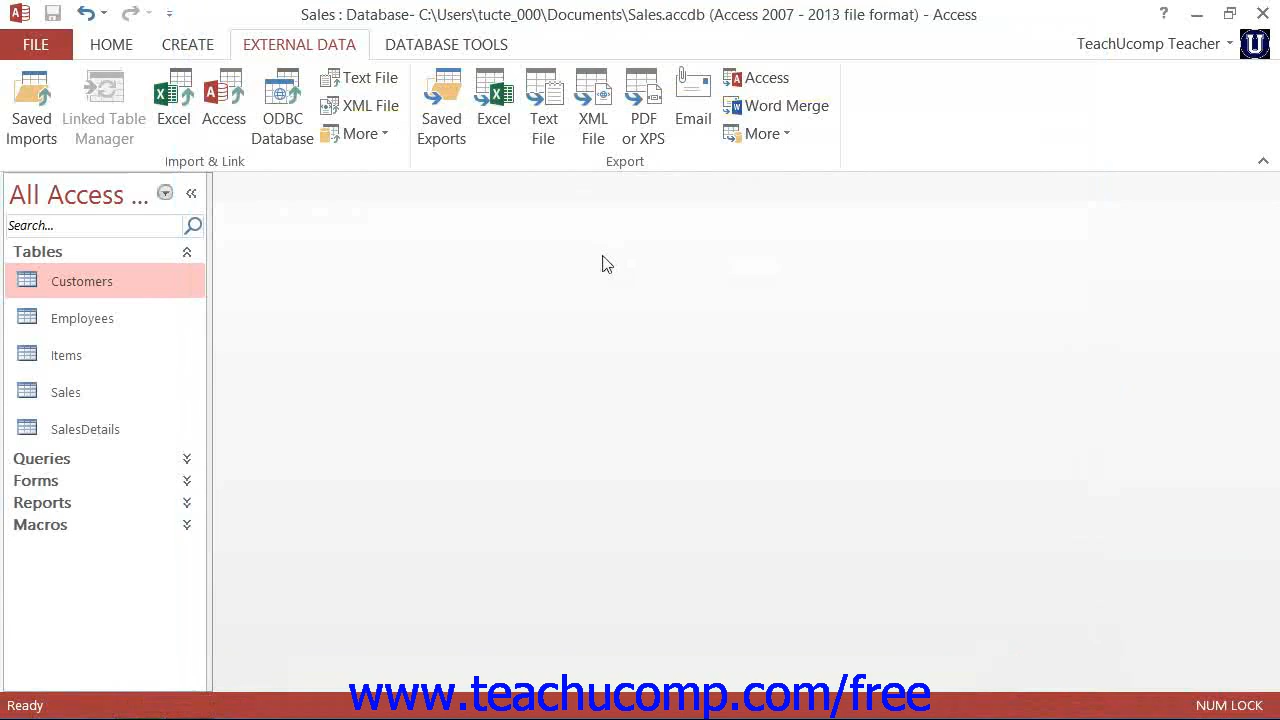 Sales : Database- C:\Users\tucte_000\Documents\Sales.accdb (Access 2007 - 2013 file format) - Access
?
FILE HOME CREATE EXTERNAL DATA DATABASE TOOLS TeachUcomp Teacher U
Saved Imports
Linked Table Manager
Excel
Access
ODBC Database
Text File
XML File
More
Import & Link
Saved Exports
Excel
Text File
XML File
PDF or XPS
Email
Access
Word Merge
More
Export
All Access ...
Search...
Tables
Customers
Employees
Items
Sales
SalesDetails
Queries
Forms
Reports
Macros
www.teachucomp.com/free
Ready NUM LOCK